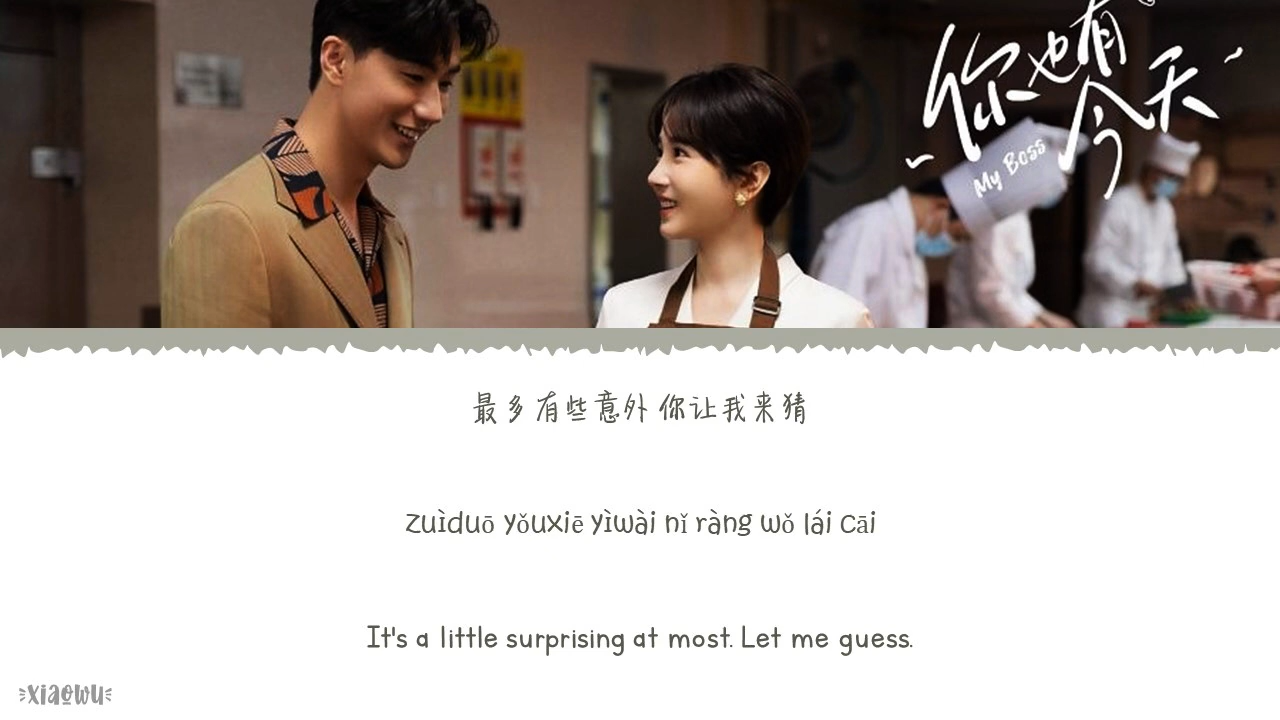 你也有
今天
My Boss
最多有些意外 你让我来猜
zuìduō yǒuxiē yìwài nǐ ràng wǒ lái cāi
It's a little surprising at most. Let me guess.
xiaowu